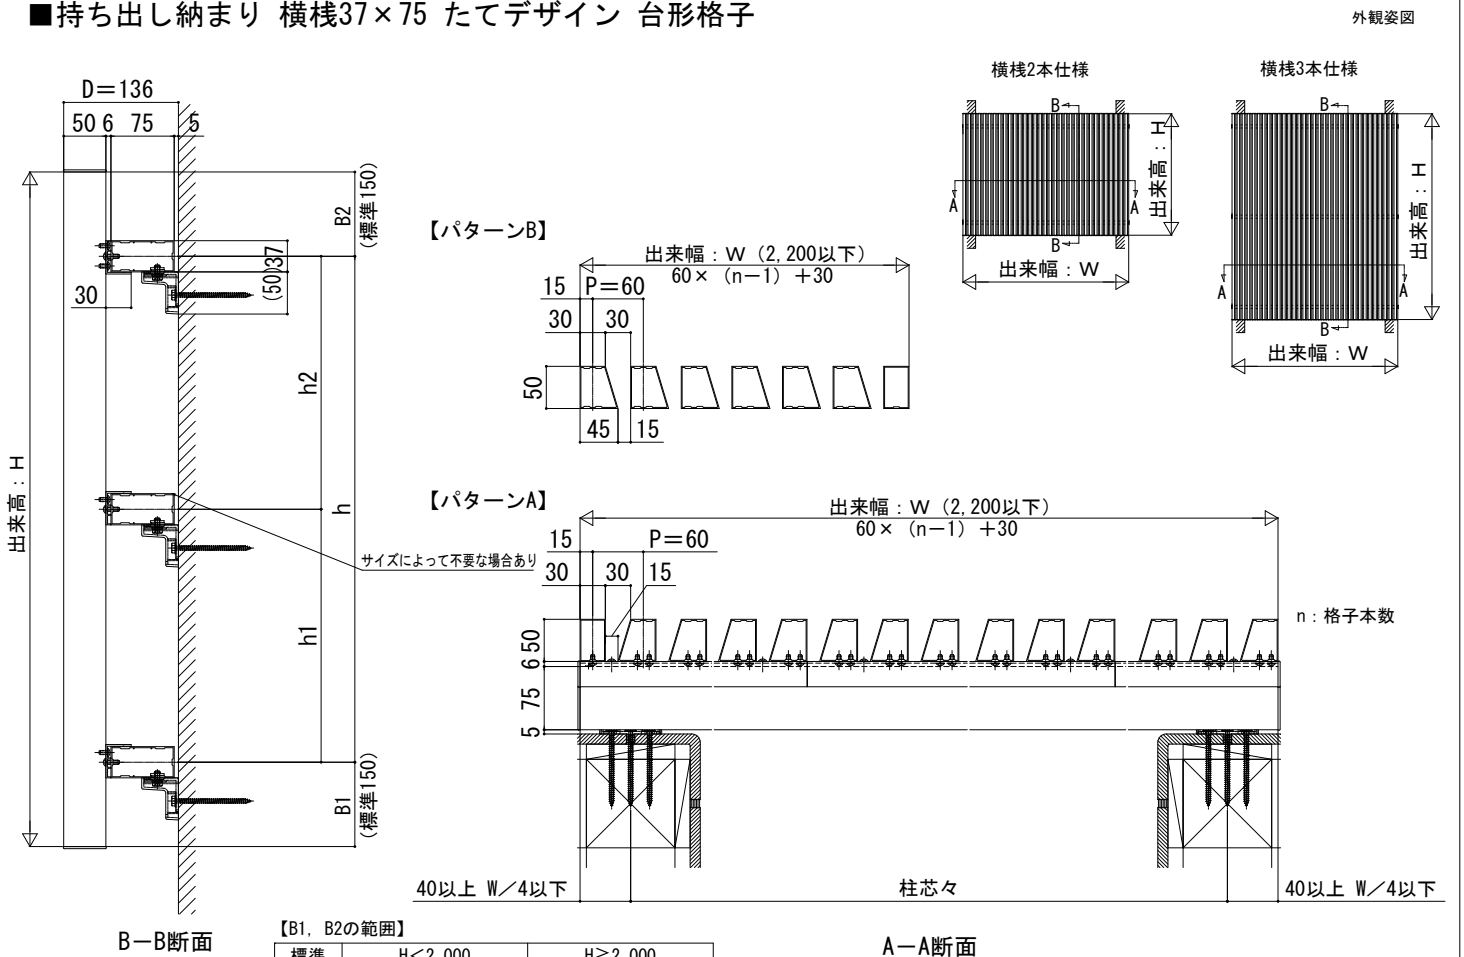 ■持ち出し納まり 横桟37×75 たてデザイン 台形格子
外観姿図
横桟2本仕様
横桟3本仕様
B
B
A
A
出来高：H
出来幅：W
B
B
A
A
出来高：H
出来幅：W
D＝136
50 6 75 5
B2
(標準150)
37
(50)
30
h2
h
h1
出来高：H
サイズによって不要な場合あり
B1
(標準150)
B－B断面
【パターンB】
出来幅：W（2,200以下）
60×（n－1）＋30
15 P＝60
30 30
50
45 15
【パターンA】
出来幅：W（2,200以下）
60×（n－1）＋30
15 P＝60
30 30 15
50
6
75
5
n：格子本数
40以上 W／4以下
柱芯々
40以上 W／4以下
A－A断面
【B1, B2の範囲】
標準 H＜2,000 H≧2,000